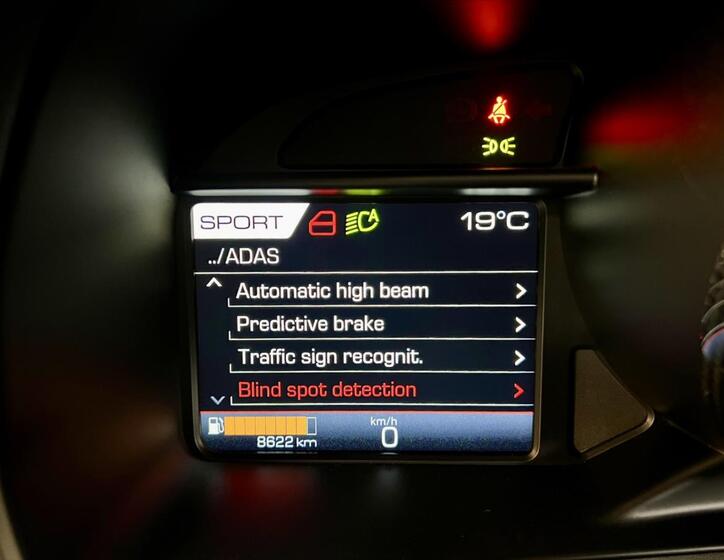 SPORT A 19°C
../ADAS
Automatic high beam
Predictive brake
Traffic sign recognit.
Blind spot detection
km/h
8622 km 0